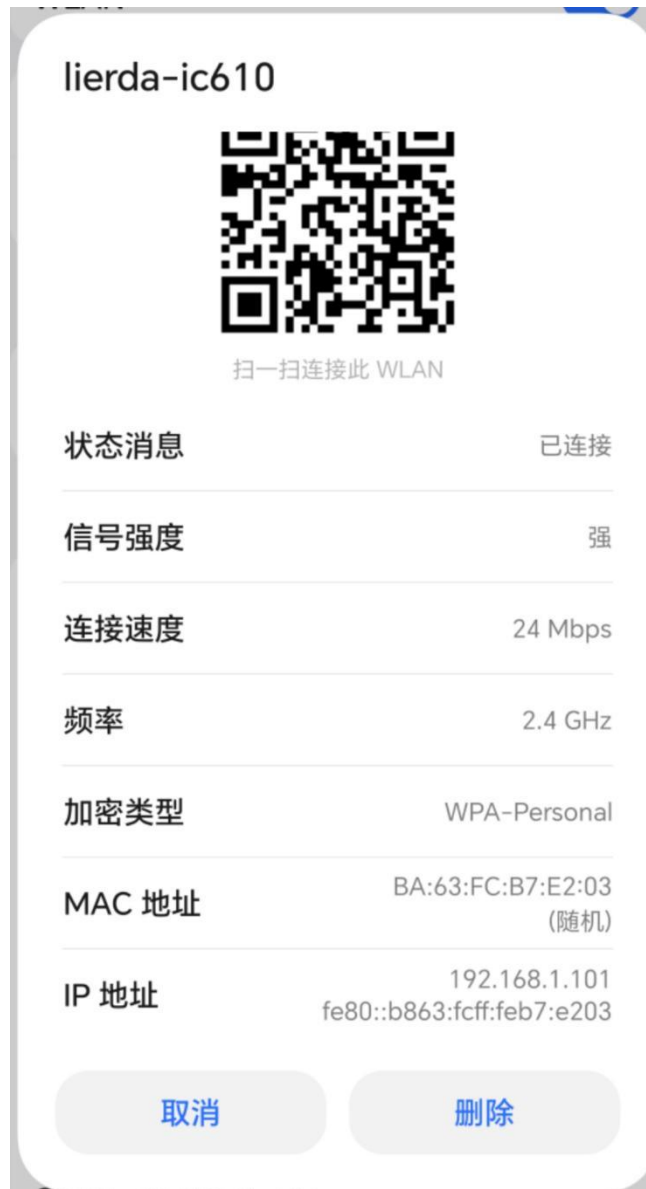 lierda-ic610
扫一扫连接此 WLAN
状态消息
已连接
信号强度
强
连接速度
24 Mbps
频率
2.4 GHz
加密类型
WPA-Personal
MAC 地址
BA:63:FC:B7:E2:03
(随机)
IP 地址
192.168.1.101
fe80::b863:fcff:feb7:e203
取消
删除